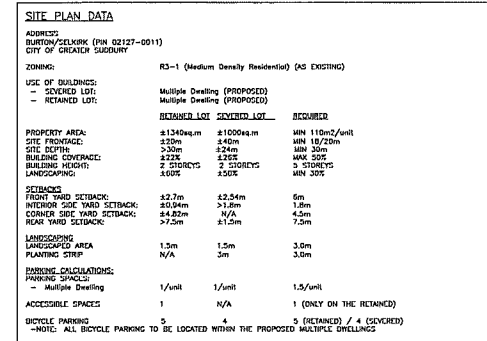 SITE PLAN DATA
ADDRESS
BURTON/SELKIRK (PIN 02127-0011)
CITY OF GREATER SUDBURY
ZONING: R3-1 (Medium Density Residential) (AS EXISTING)
USE OF BUILDINGS:
- SEVERED LOT: Multiple Dwelling (PROPOSED)
- RETAINED LOT: Multiple Dwelling (PROPOSED)
RETAINED LOT SEVERED LOT REQUIRED
PROPERTY AREA: ±1340sq.m ±1000sq.m MIN 110m2/unit
SITE FRONTAGE: ±20m ±40m MIN 18/20m
SITE DEPTH: >30m ±24m MIN 30m
BUILDING COVERAGE: ±22% ±26% MAX 50%
BUILDING HEIGHT: 2 STOREYS 2 STOREYS 5 STOREYS
LANDSCAPING: ±60% ±50% MIN 30%
SETBACKS
FRONT YARD SETBACK: ±2.7m ±2.54m 6m
INTERIOR SIDE YARD SETBACK: ±0.94m >1.8m 1.8m
CORNER SIDE YARD SETBACK: ±4.82m N/A 4.5m
REAR YARD SETBACK: >7.5m ±1.5m 7.5m
LANDSCAPING
LANDSCAPED AREA 1.5m 1.5m 3.0m
PLANTING STRIP N/A 3m 3.0m
PARKING CALCULATIONS:
PARKING SPACES:
- Multiple Dwelling 1/unit 1/unit 1.5/unit
ACCESSIBLE SPACES 1 N/A 1 (ONLY ON THE RETAINED)
BICYCLE PARKING 5 4 5 (RETAINED) / 4 (SEVERED)
-NOTE: ALL BICYCLE PARKING TO BE LOCATED WITHIN THE PROPOSED MULTIPLE DWELLINGS